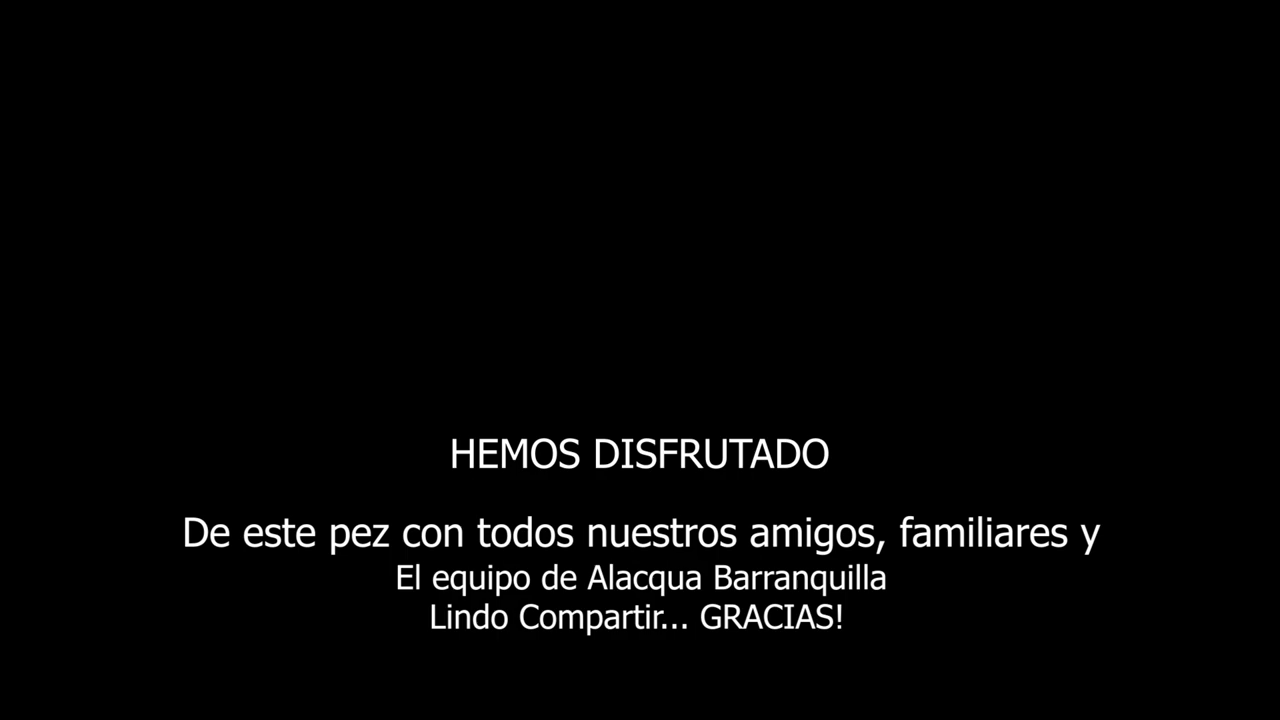 HEMOS DISFRUTADO
De este pez con todos nuestros amigos, familiares y
El equipo de Alacqua Barranquilla
Lindo Compartir... GRACIAS!